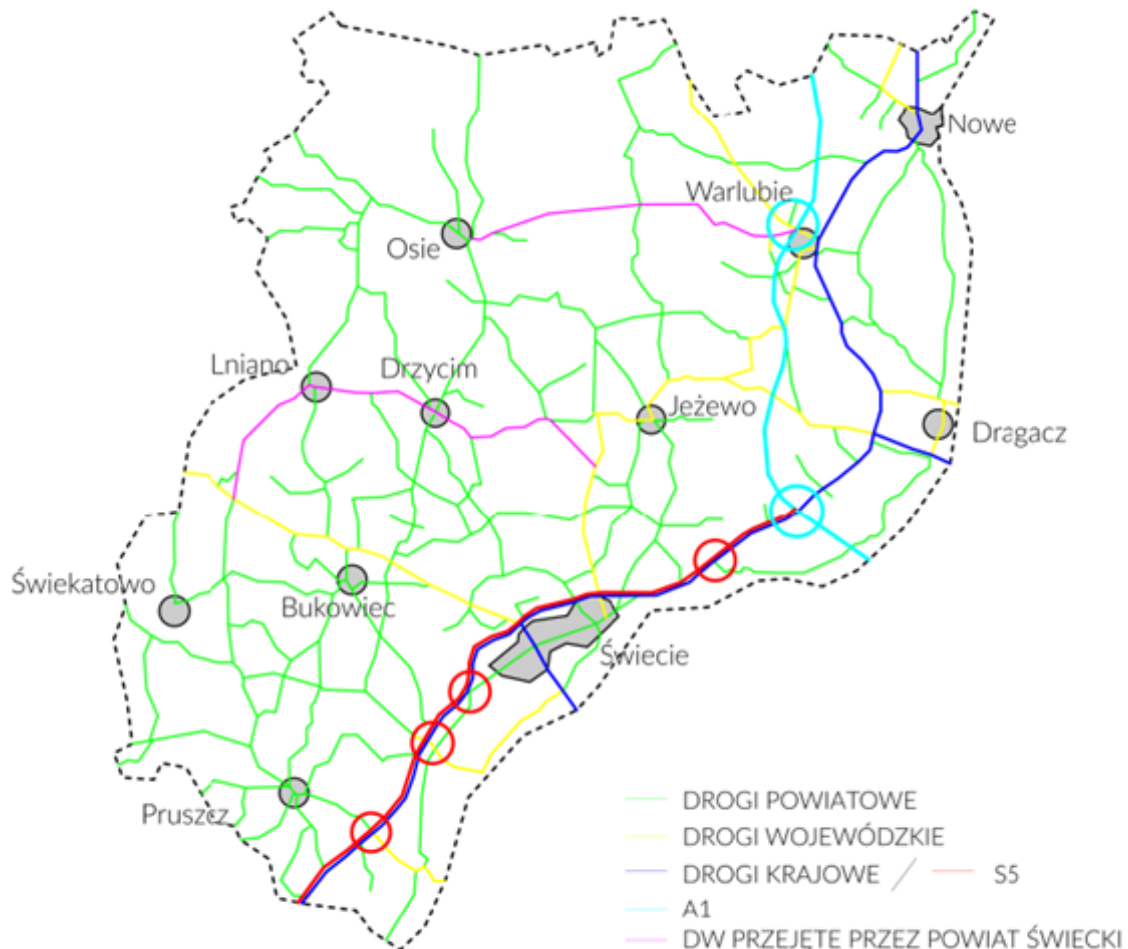 Nowe
Warlubie
Osie
Lniano
Drzycim
Jeżewo
Dragacz
Świekatowo
Bukowiec
Świecie
Pruszcz
DROGI POWIATOWE
DROGI WOJEWÓDZKIE
DROGI KRAJOWE / S5
A1
DW PRZEJĘTE PRZEZ POWIAT ŚWIECKI